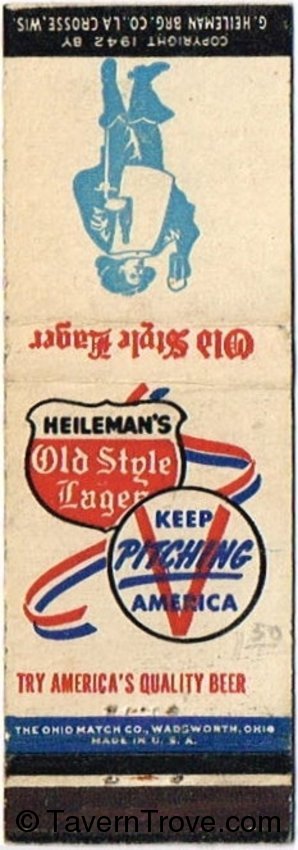 COPYRIGHT 1942 BY
G. HEILEMAN BRG. CO., LA CROSSE, WIS.
Old Style Lager
HEILEMAN'S
Old Style
Lager
KEEP
PITCHING
AMERICA
50
TRY AMERICA'S QUALITY BEER
THE OHIO MATCH CO., WADSWORTH, OHIO
MADE IN U. S. A.
© TavernTrove.com